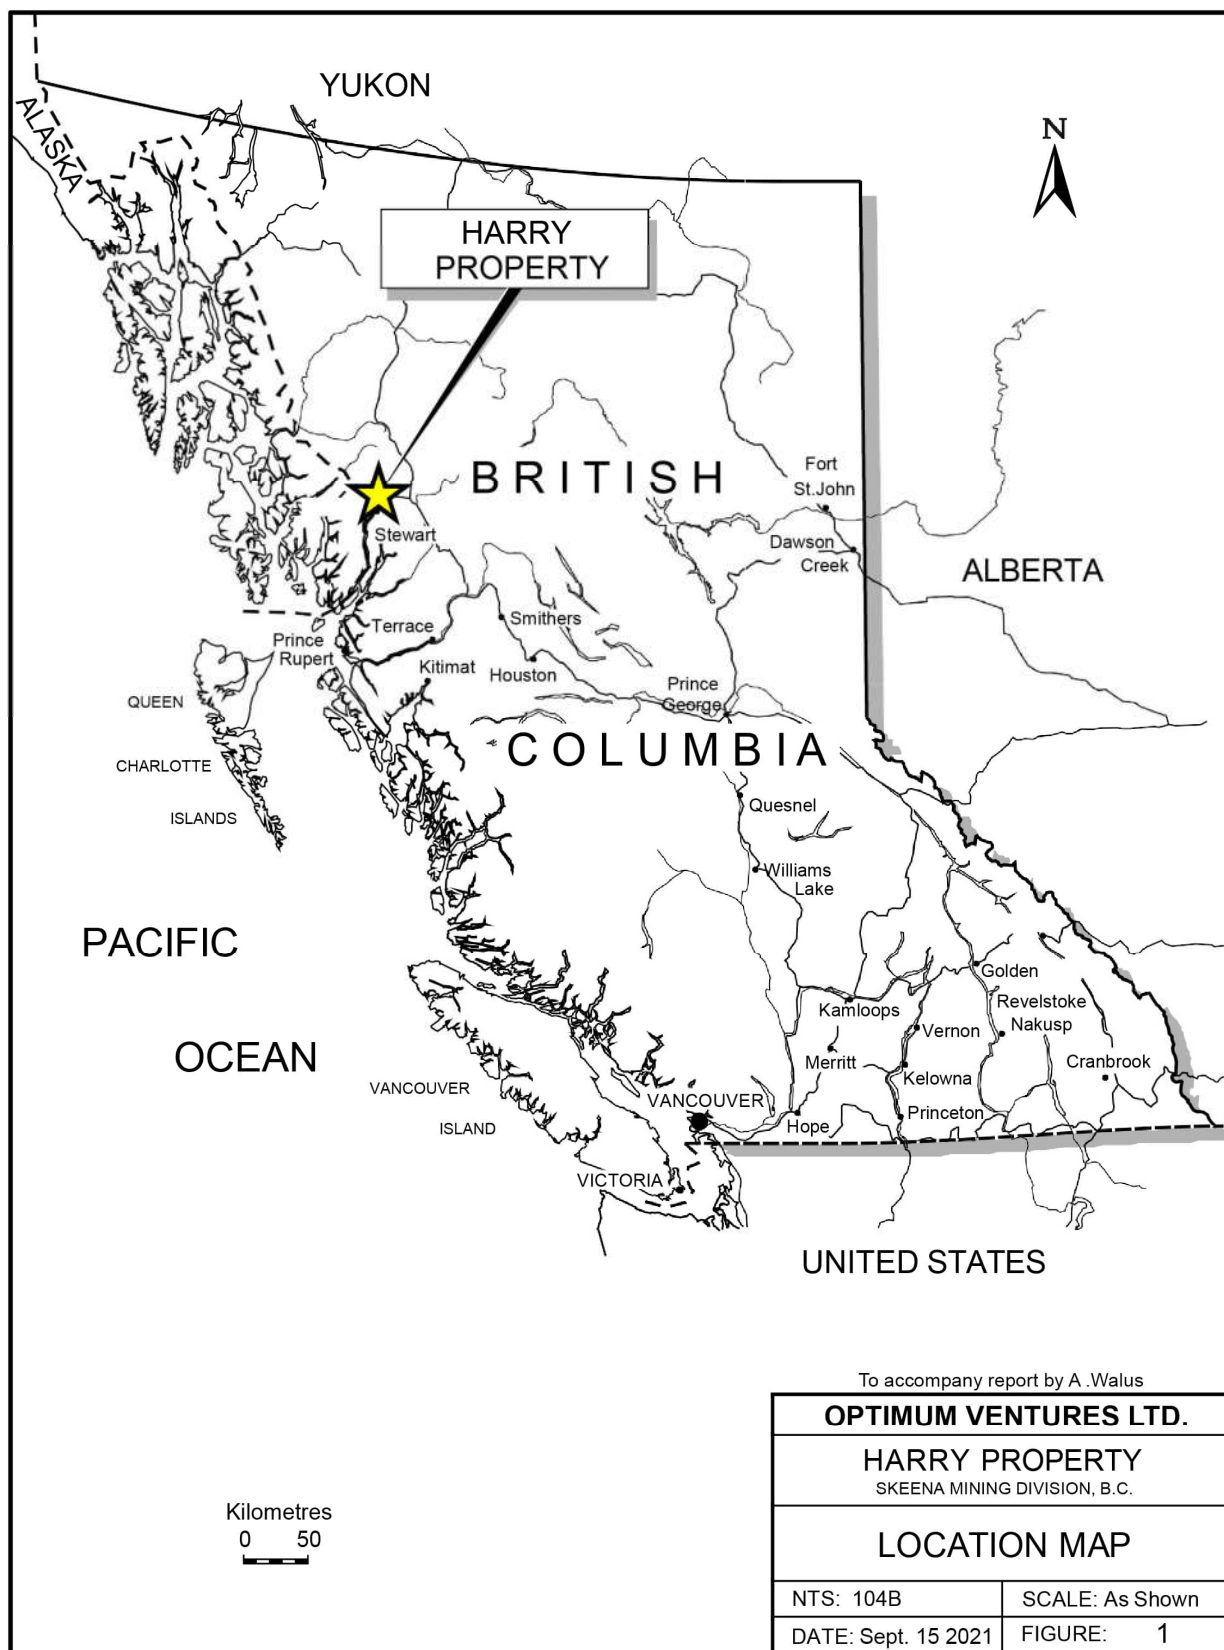 YUKON
ALASKA
N
HARRY
PROPERTY
BRITISH
Fort
St.John
Stewart
Dawson
Creek
ALBERTA
Terrace
Smithers
Prince
Rupert
Kitimat
Houston
Prince
George
QUEEN
COLUMBIA
CHARLOTTE
Quesnel
ISLANDS
Williams
Lake
PACIFIC
Golden
Revelstoke
Kamloops
Nakusp
Vernon
OCEAN
Merritt
Cranbrook
Kelowna
VANCOUVER
VANCOUVER
Princeton
Hope
ISLAND
VICTORIA
UNITED STATES
To accompany report by A .Walus
OPTIMUM VENTURES LTD.
HARRY PROPERTY
SKEENA MINING DIVISION, B.C.
Kilometres
0 50
LOCATION MAP
NTS: 104B
SCALE: As Shown
DATE: Sept. 15 2021
FIGURE: 1